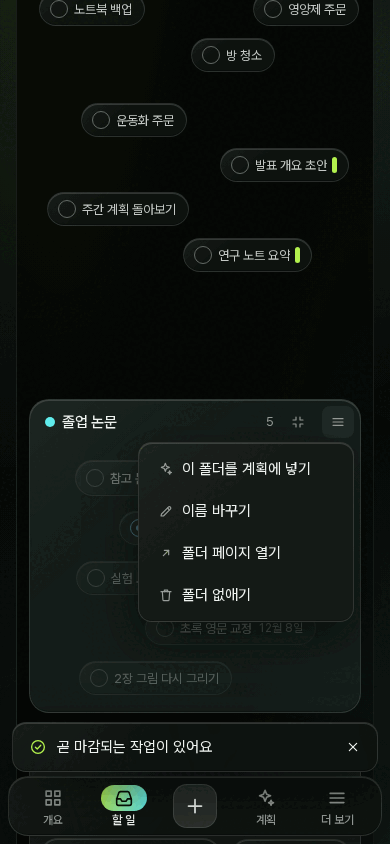 노트북 백업
영양제 주문
방 청소
운동화 주문
발표 개요 초안
주간 계획 돌아보기
연구 노트 요약
졸업 논문
5
이 폴더를 계획에 넣기
참고
이름 바꾸기
폴더 페이지 열기
실험
폴더 없애기
초록 영문 교정 12월 8일
2장 그림 다시 그리기
곧 마감되는 작업이 있어요
개요
할 일
계획
더 보기